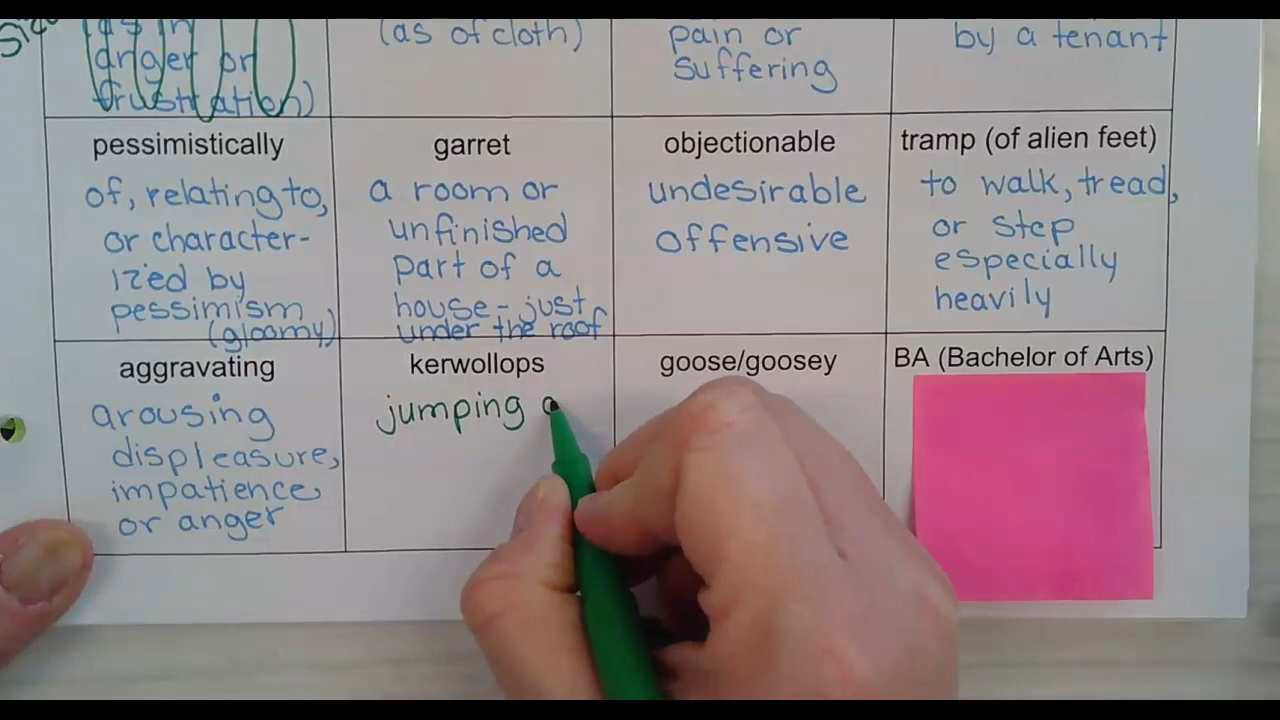 Size
(as in
anger or
frustration)
(as of cloth)
pain or
suffering
by a tenant
pessimistically
of, relating to,
or character-
ized by
pessimism
(gloomy)
garret
a room or
unfinished
part of a
house - just
under the roof
objectionable
undesirable
offensive
tramp (of alien feet)
to walk, tread,
or step
especially
heavily
aggravating
arousing
displeasure,
impatience
or anger
kerwollops
jumping
goose/goosey
BA (Bachelor of Arts)